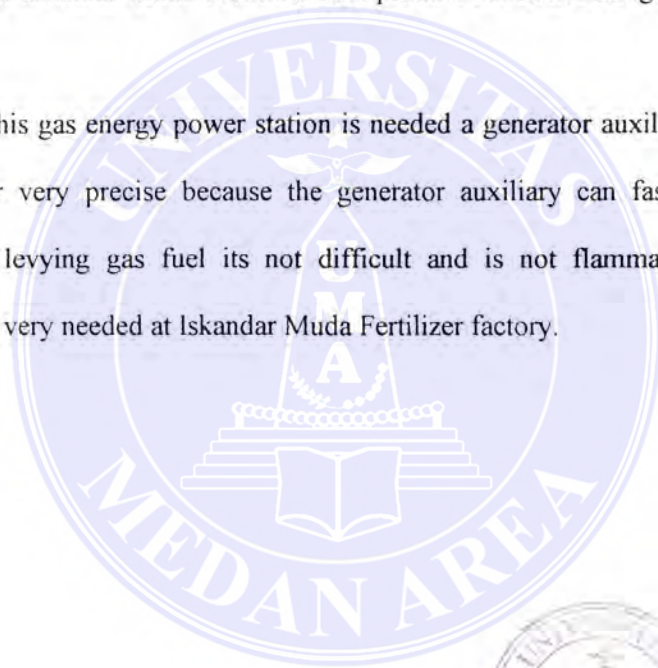 his gas energy power station is needed a generator auxil
very precise because the generator auxiliary can fas
levying gas fuel its not difficult and is not flamma
very needed at Iskandar Muda Fertilizer factory.
UNIVERSITAS
UMA
MEDAN AREA